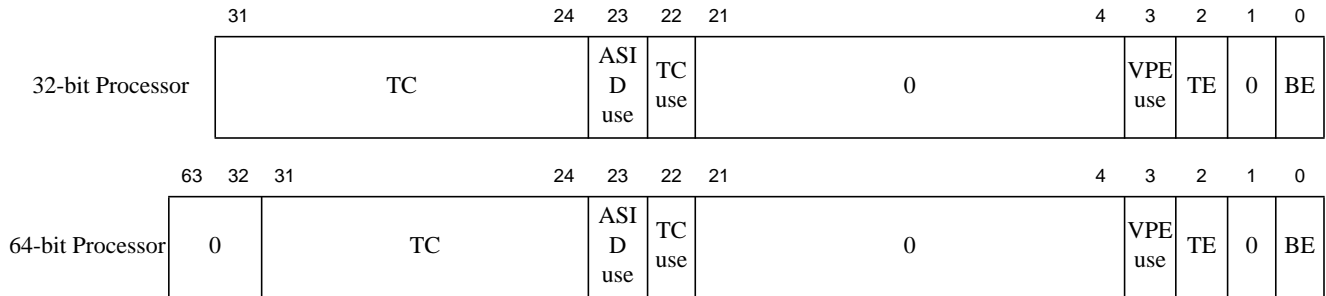 31 24 23 22 21 4 3 2 1 0
32-bit Processor TC ASI D use TC use 0 VPE use TE 0 BE
63 32 31 24 23 22 21 4 3 2 1 0
64-bit Processor 0 TC ASI D use TC use 0 VPE use TE 0 BE